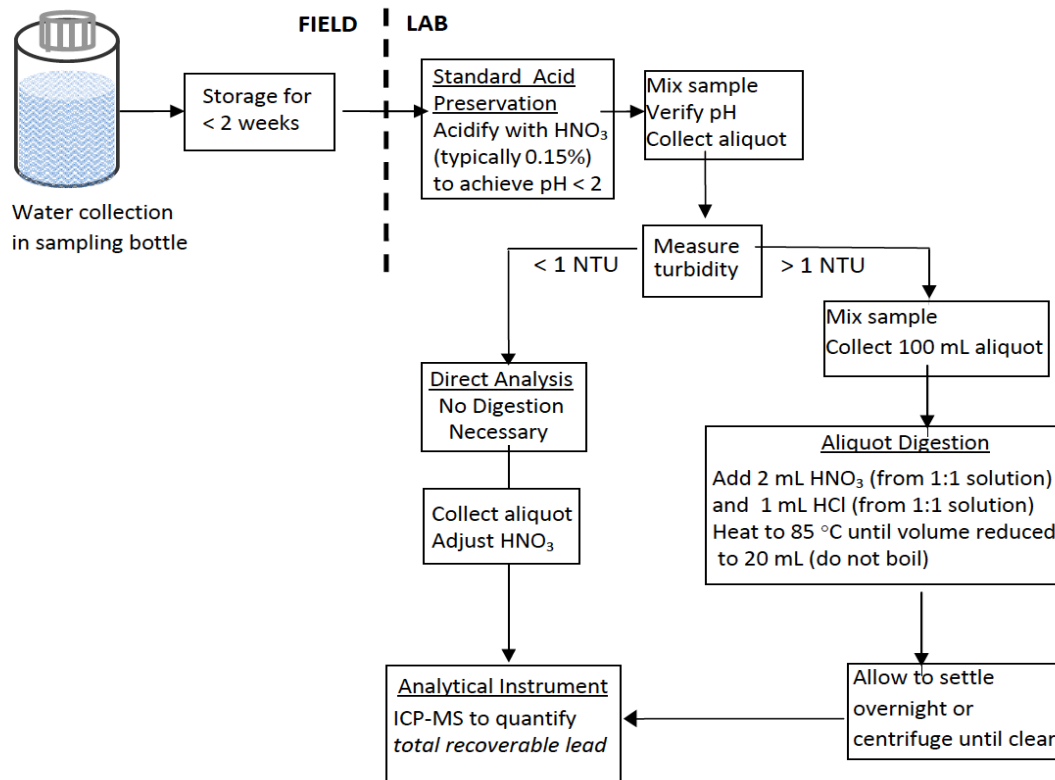 FIELD
LAB
Water collection
in sampling bottle
Storage for
< 2 weeks
Standard Acid
Preservation
Acidify with HNO₃
(typically 0.15%)
to achieve pH < 2
Mix sample
Verify pH
Collect aliquot
Measure
turbidity
< 1 NTU
> 1 NTU
Direct Analysis
No Digestion
Necessary
Collect aliquot
Adjust HNO₃
Mix sample
Collect 100 mL aliquot
Aliquot Digestion
Add 2 mL HNO₃ (from 1:1 solution)
and 1 mL HCl (from 1:1 solution)
Heat to 85 °C until volume reduced
to 20 mL (do not boil)
Allow to settle
overnight or
centrifuge until clear
Analytical Instrument
ICP-MS to quantify
total recoverable lead